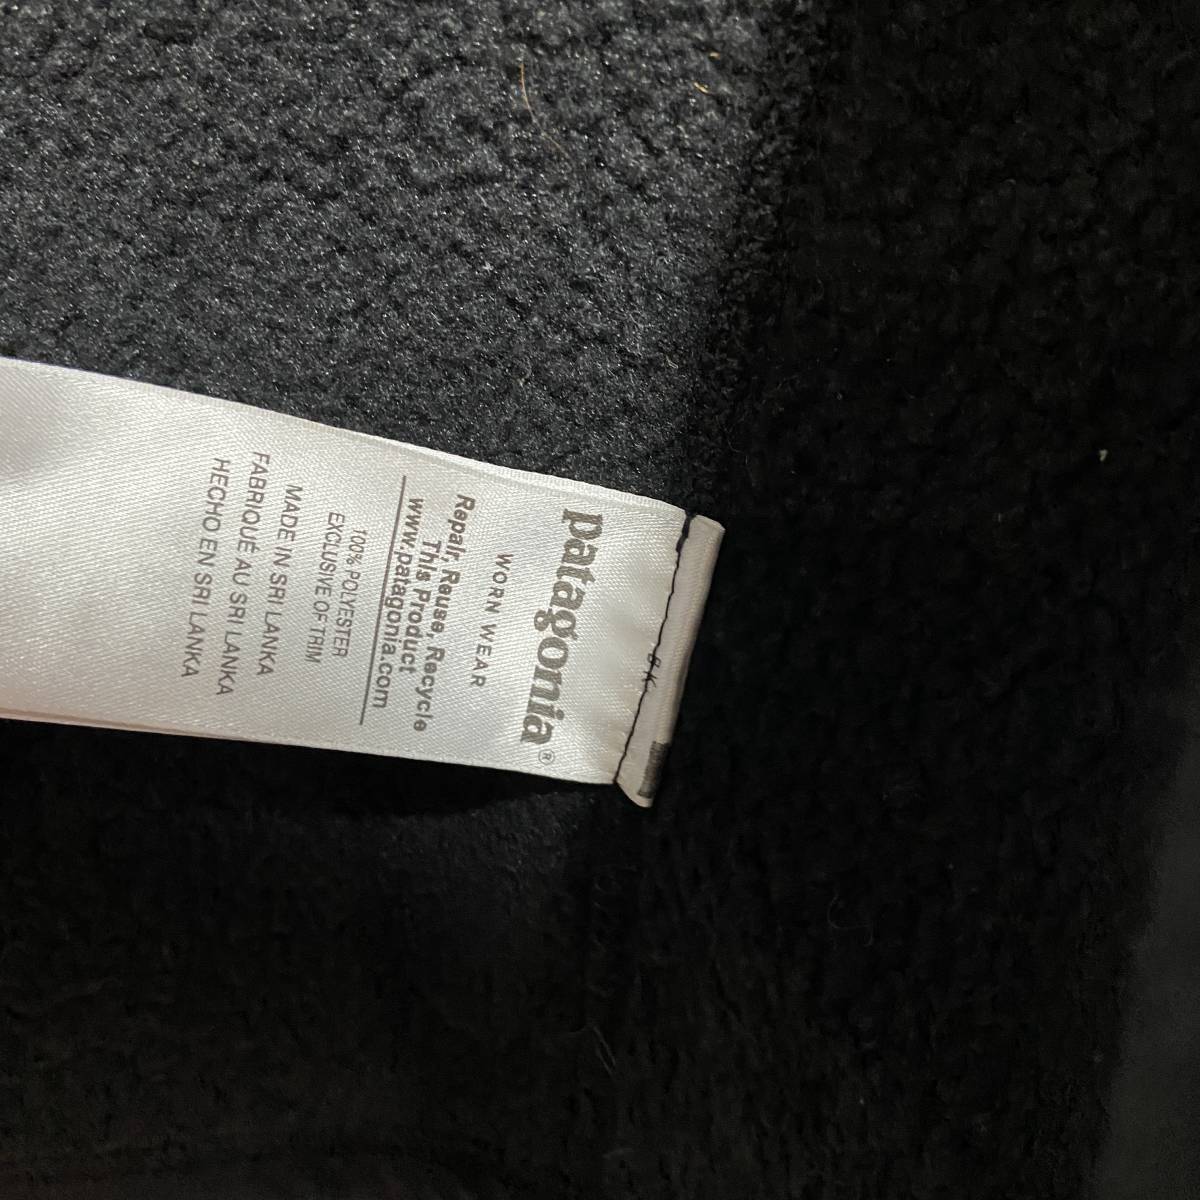 BK
patagonia®
WORN WEAR
Repair, Reuse, Recycle
This Product
www.patagonia.com
100% POLYESTER
EXCLUSIVE OF TRIM
MADE IN SRI LANKA
FABRIQUÉ AU SRI LANKA
HECHO EN SRI LANKA